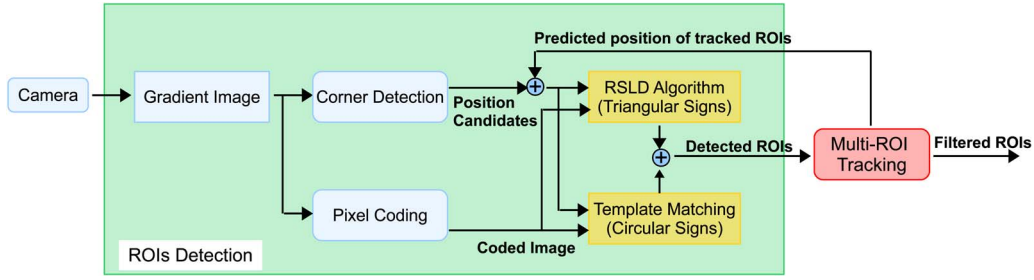 Predicted position of tracked ROIs
Camera
Gradient Image
Corner Detection
Position
Candidates
RSLD Algorithm
(Triangular Signs)
Detected ROIs
Multi-ROI
Tracking
Filtered ROIs
Pixel Coding
Coded Image
Template Matching
(Circular Signs)
ROIs Detection